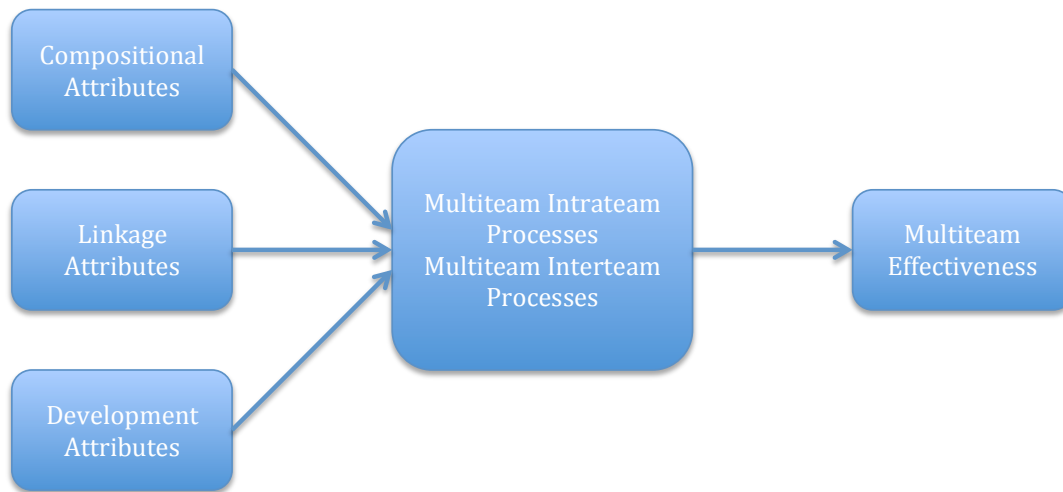 Compositional
Attributes
Linkage
Attributes
Development
Attributes
Multiteam Intrateam
Processes
Multiteam Interteam
Processes
Multiteam
Effectiveness